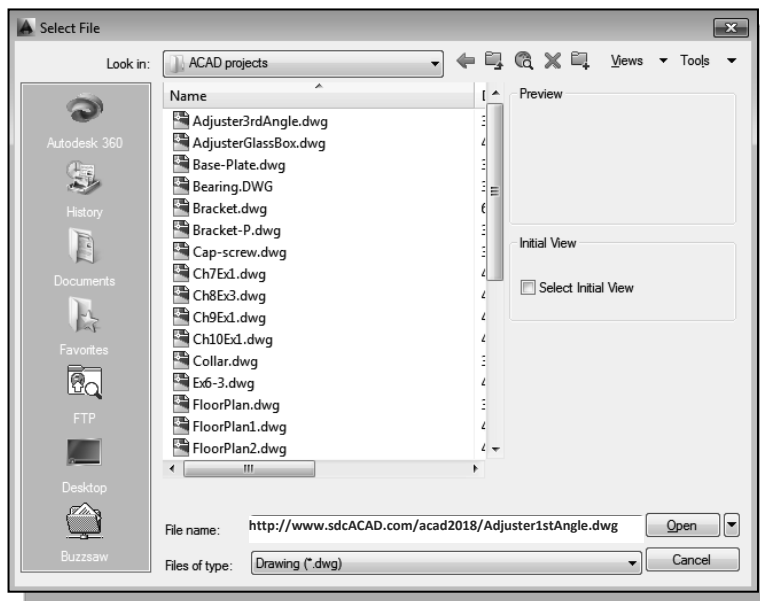 Select File
Look in: ACAD projects Views Tools
Autodesk 360
History
Documents
Favorites
FTP
Desktop
Buzzsaw
Name
Adjuster3rdAngle.dwg
AdjusterGlassBox.dwg
Base-Plate.dwg
Bearing.DWG
Bracket.dwg
Bracket-P.dwg
Cap-screw.dwg
Ch7Ex1.dwg
Ch8Ex3.dwg
Ch9Ex1.dwg
Ch10Ex1.dwg
Collar.dwg
Ex6-3.dwg
FloorPlan.dwg
FloorPlan1.dwg
FloorPlan2.dwg
Preview
Initial View
Select Initial View
File name: http://www.sdcACAD.com/acad2018/Adjuster1stAngle.dwg Open
Files of type: Drawing (*.dwg) Cancel